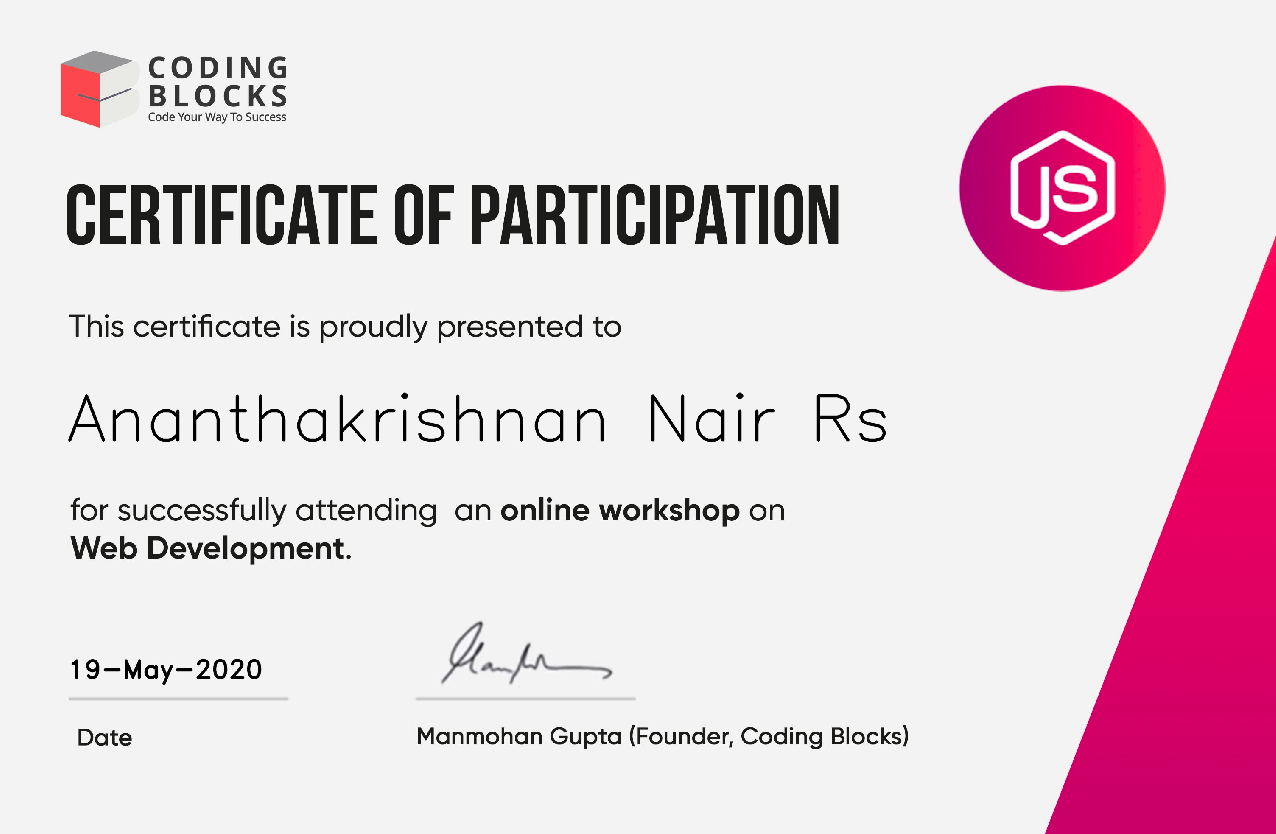 CODING
BLOCKS
Code Your Way To Success
JS
CERTIFICATE OF PARTICIPATION
This certificate is proudly presented to
Ananthakrishnan Nair Rs
for successfully attending an online workshop on
Web Development.
19-May-2020
Date
Manmohan Gupta (Founder, Coding Blocks)